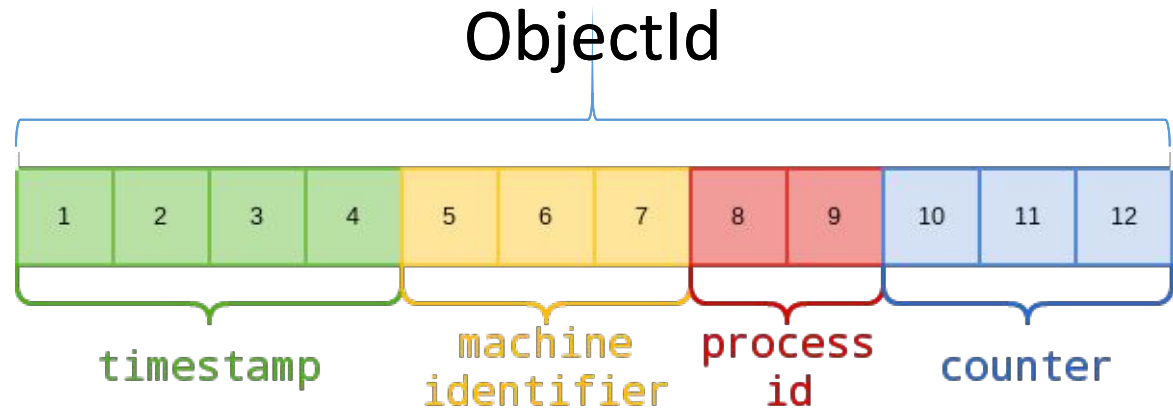 ObjectId
1 2 3 4 5 6 7 8 9 10 11 12
timestamp
machine
identifier
process
id
counter